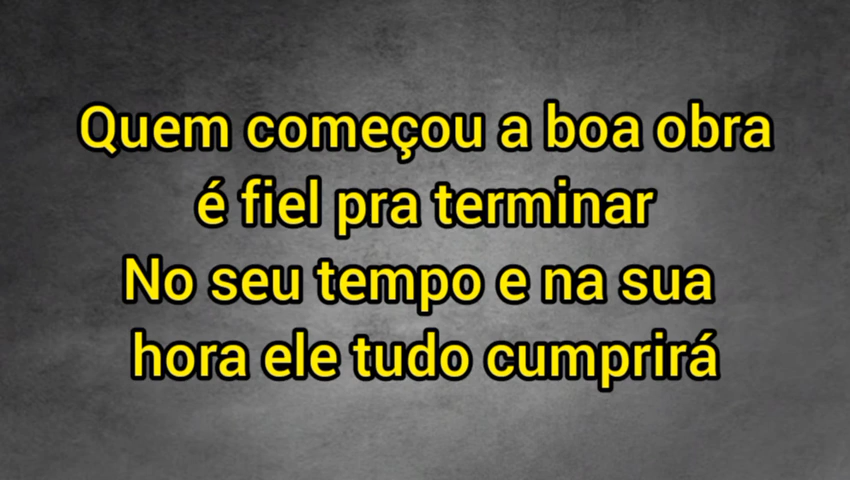 Quem começou a boa obra
é fiel pra terminar
No seu tempo e na sua
hora ele tudo cumprirá